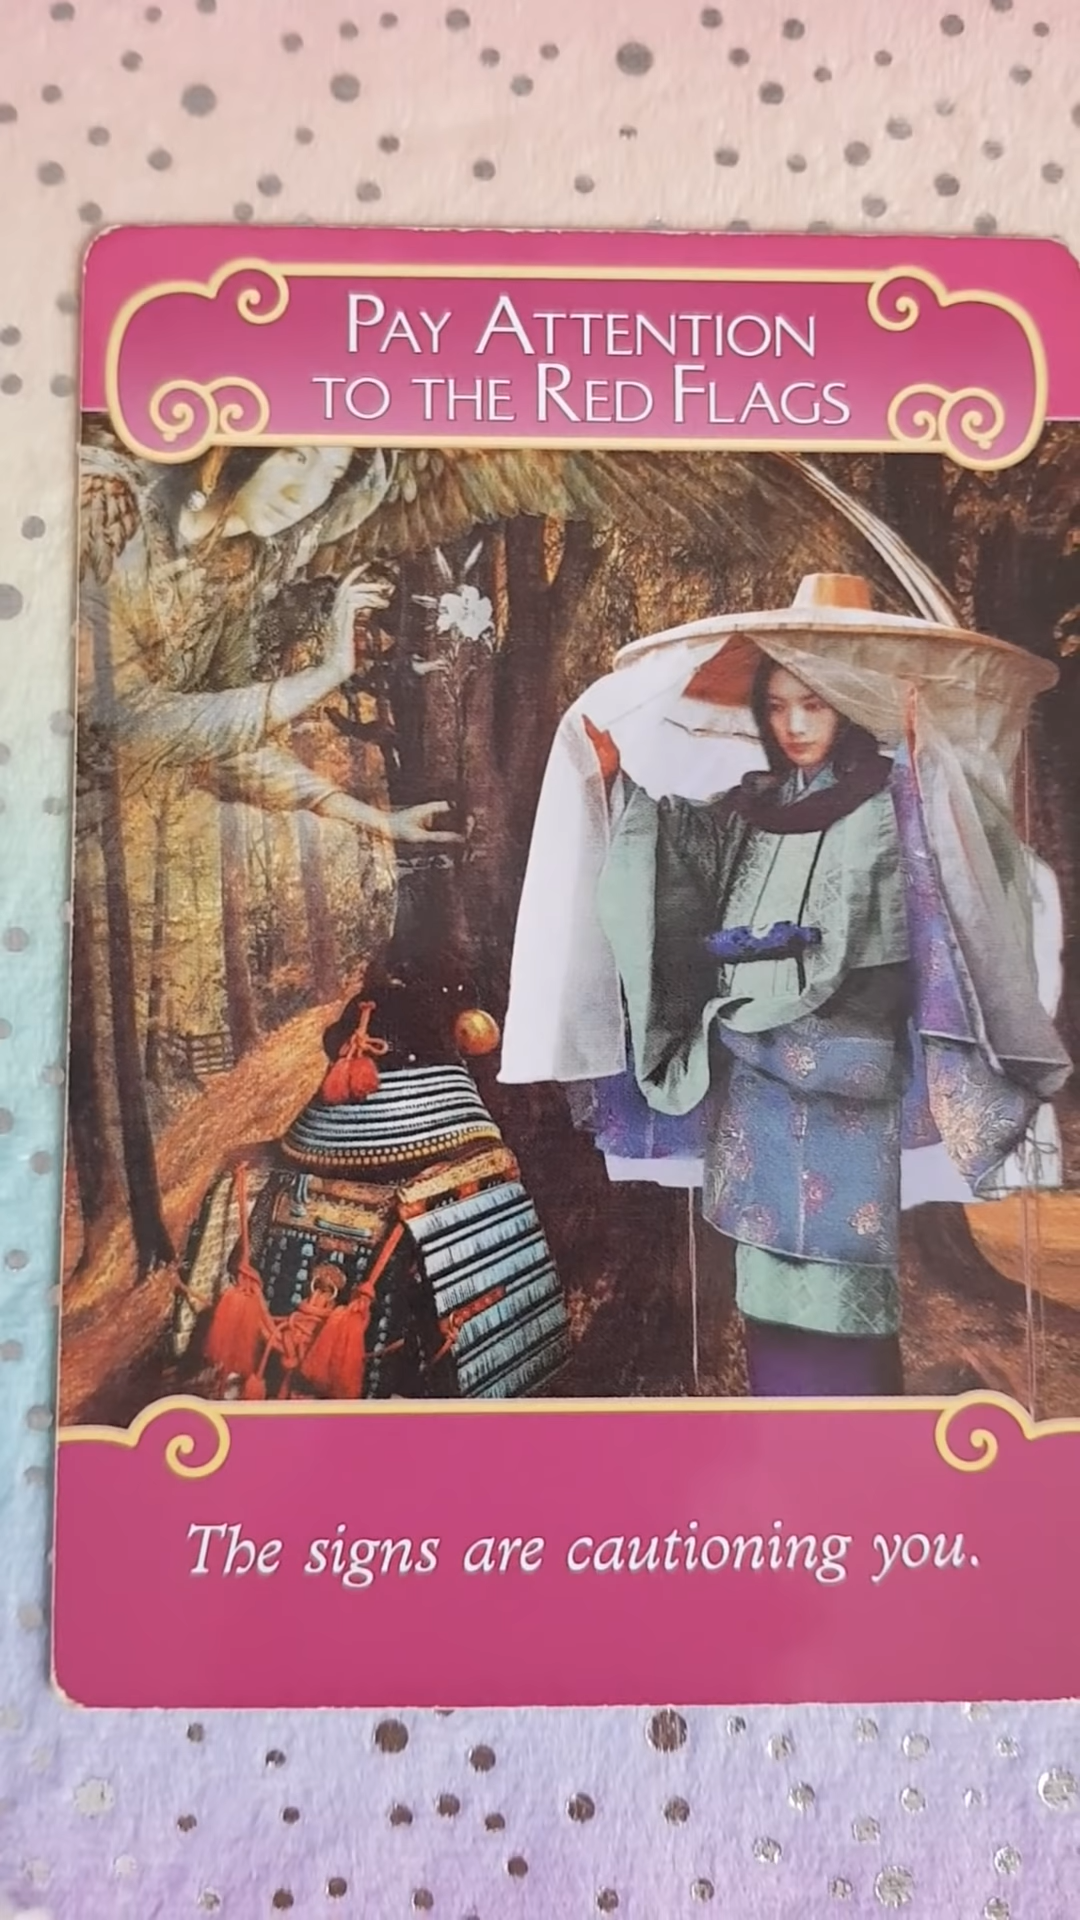 Pay Attention
to the Red Flags
The signs are cautioning you.